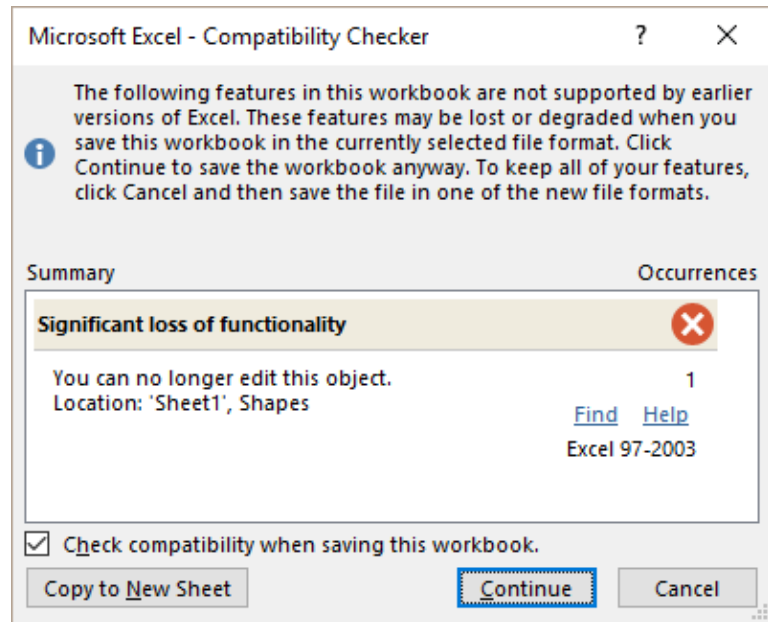 Microsoft Excel - Compatibility Checker ?
The following features in this workbook are not supported by earlier
versions of Excel. These features may be lost or degraded when you
save this workbook in the currently selected file format. Click
Continue to save the workbook anyway. To keep all of your features,
click Cancel and then save the file in one of the new file formats.
Summary Occurrences
Significant loss of functionality
You can no longer edit this object. 1
Location: 'Sheet1', Shapes
Find Help
Excel 97-2003
Check compatibility when saving this workbook.
Copy to New Sheet Continue Cancel